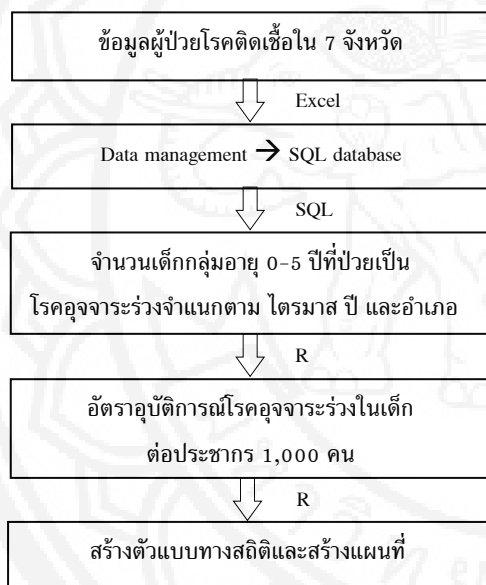 ข้อมูลผู้ป่วยโรคติดเชื้อใน 7 จังหวัด
Excel
Data management → SQL database
SQL
จำนวนเด็กกลุ่มอายุ 0-5 ปีที่ป่วยเป็น
โรคอุจจาระร่วงจำแนกตาม ไตรมาส ปี และอำเภอ
R
อัตราอุบัติการณ์โรคอุจจาระร่วงในเด็ก
ต่อประชากร 1,000 คน
R
สร้างตัวแบบทางสถิติและสร้างแผนที่